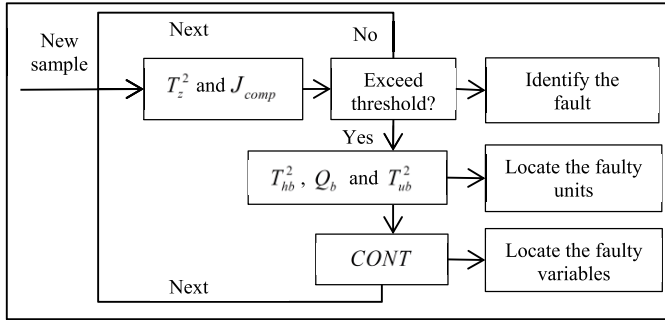 Next
No
New
sample
T_z^2 and J_comp
Exceed
threshold?
Identify the
fault
Yes
T_hb^2, Q_b and T_ub^2
Locate the faulty
units
CONT
Locate the faulty
variables
Next